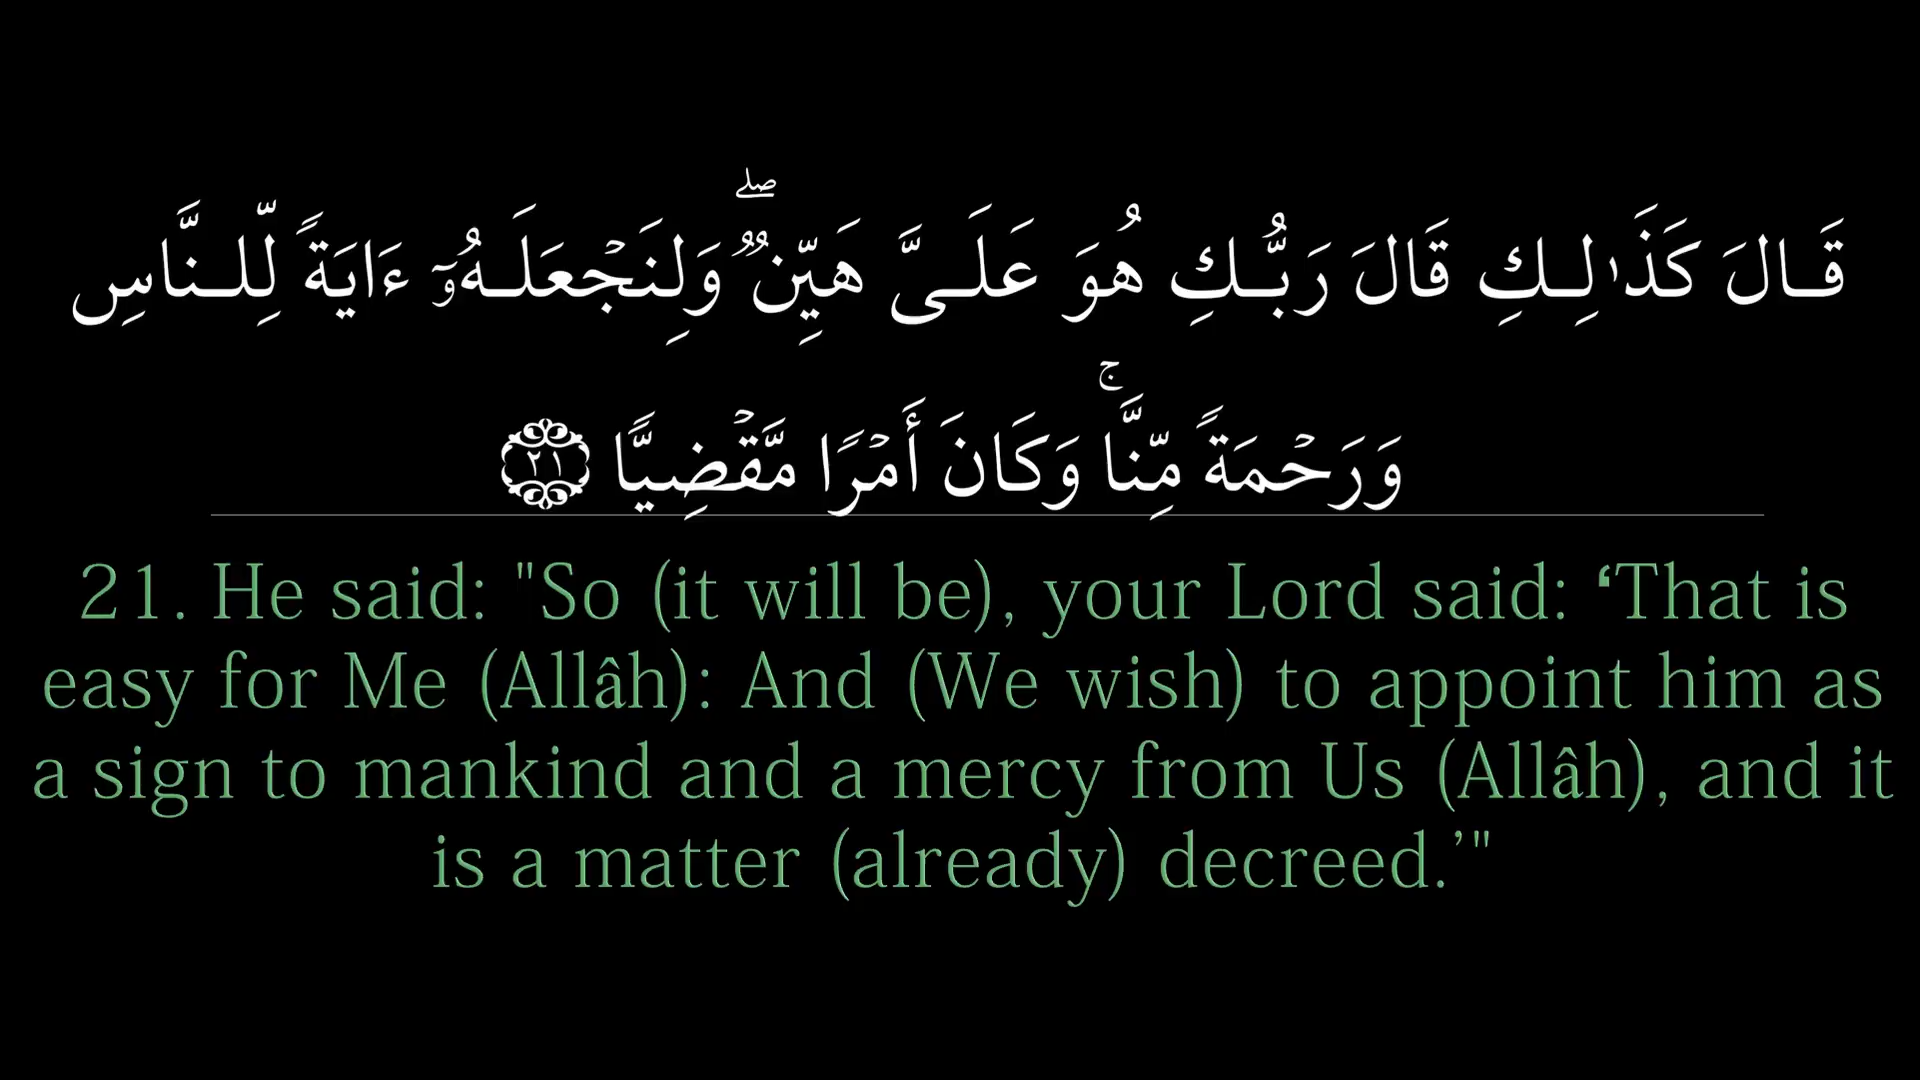 قَالَ كَذَٰلِكِ قَالَ رَبُّكِ هُوَ عَلَىَّ هَيِّنٌۭ ۖ وَلِنَجْعَلَهُۥٓ ءَايَةًۭ لِّلنَّاسِ
وَرَحْمَةًۭ مِّنَّا ۚ وَكَانَ أَمْرًۭا مَّقْضِيًّۭا ٢١
21. He said: "So (it will be), your Lord said: ‘That is
easy for Me (Allâh): And (We wish) to appoint him as
a sign to mankind and a mercy from Us (Allâh), and it
is a matter (already) decreed.’"